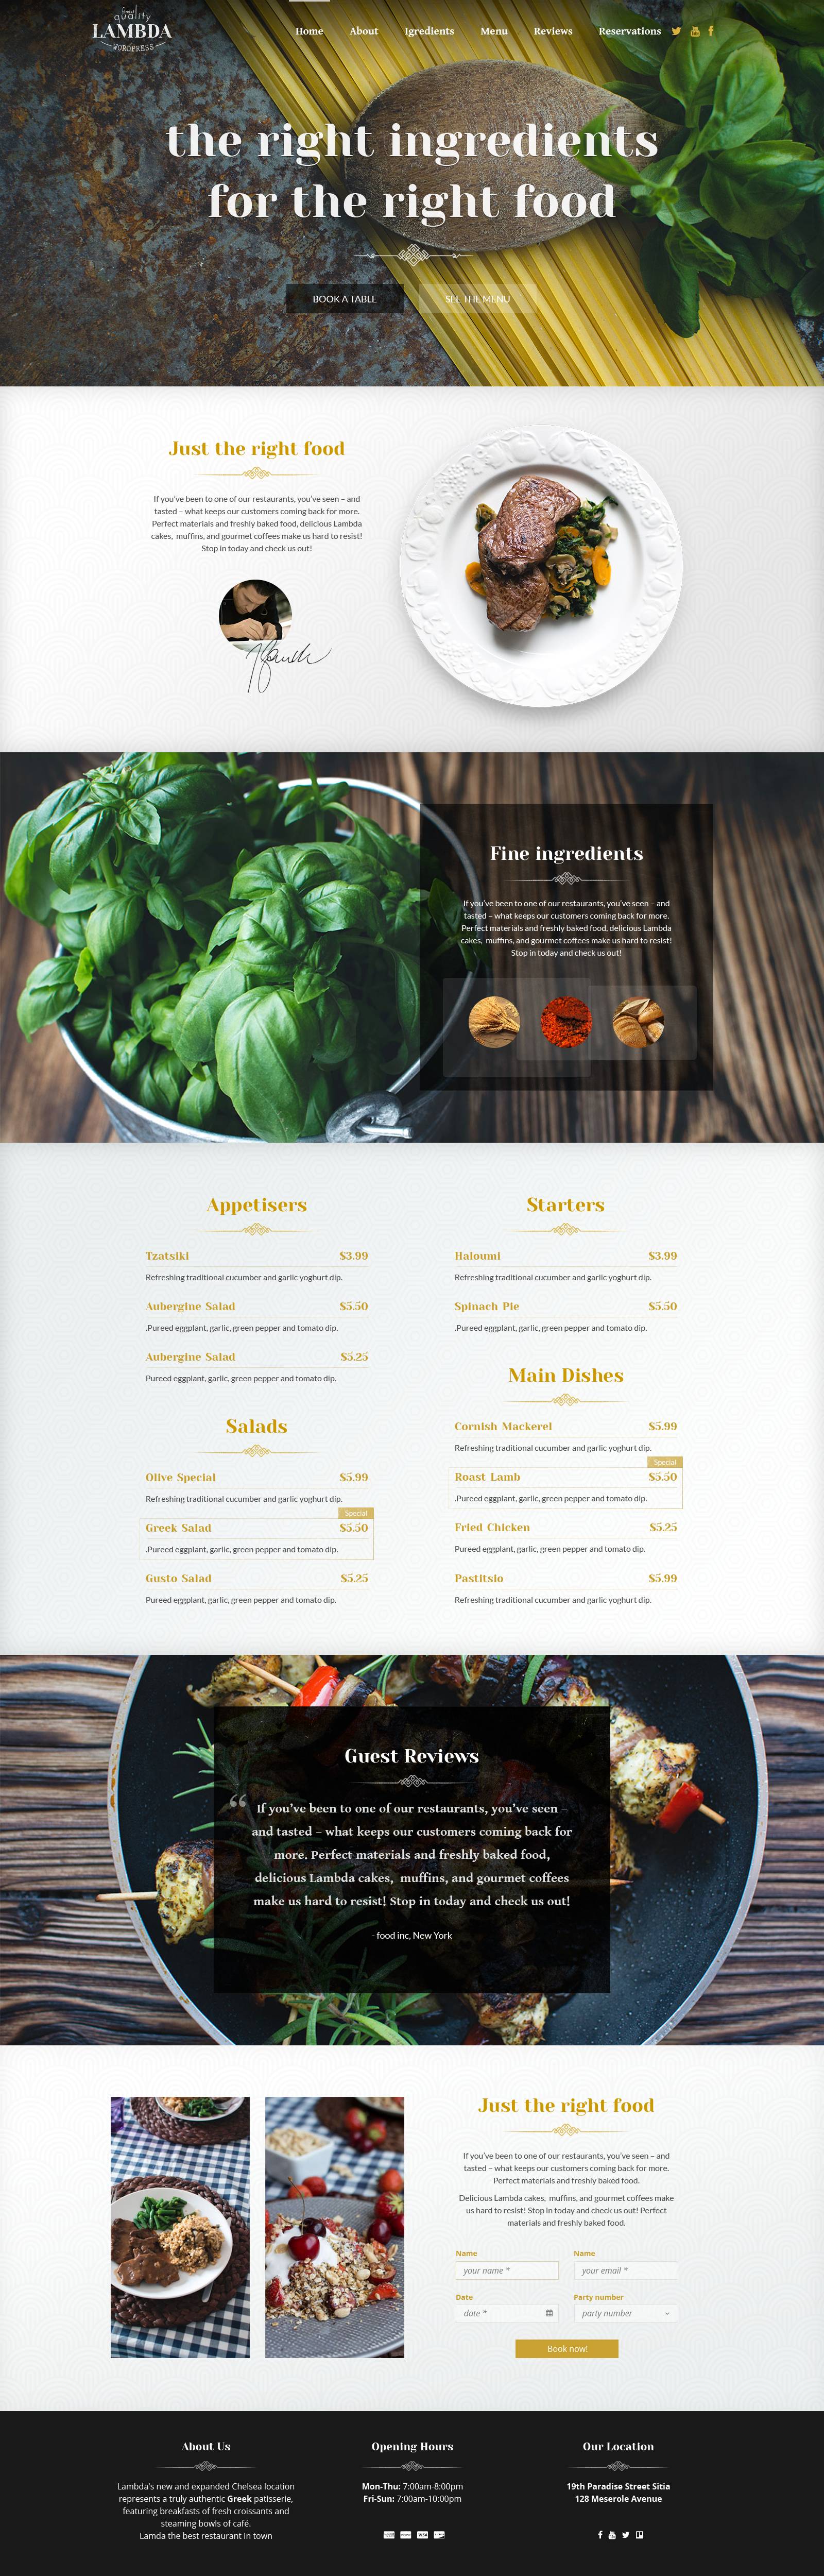 finest
quality
LAMBDA
WORDPRESS
Home About Igredients Menu Reviews Reservations
the right ingredients
for the right food
BOOK A TABLE
SEE THE MENU
Just the right food
If you've been to one of our restaurants, you've seen – and
tasted – what keeps our customers coming back for more.
Perfect materials and freshly baked food, delicious Lambda
cakes, muffins, and gourmet coffees make us hard to resist!
Stop in today and check us out!
Fine ingredients
If you've been to one of our restaurants, you've seen – and
tasted – what keeps our customers coming back for more.
Perfect materials and freshly baked food, delicious Lambda
cakes, muffins, and gourmet coffees make us hard to resist!
Stop in today and check us out!
Appetisers
Tzatsiki $3.99
Refreshing traditional cucumber and garlic yoghurt dip.
Aubergine Salad $5.50
.Pureed eggplant, garlic, green pepper and tomato dip.
Aubergine Salad $5.25
Pureed eggplant, garlic, green pepper and tomato dip.
Salads
Olive Special $5.99
Refreshing traditional cucumber and garlic yoghurt dip.
Special
Greek Salad $5.50
.Pureed eggplant, garlic, green pepper and tomato dip.
Gusto Salad $5.25
Pureed eggplant, garlic, green pepper and tomato dip.
Starters
Haloumi $3.99
Refreshing traditional cucumber and garlic yoghurt dip.
Spinach Pie $5.50
.Pureed eggplant, garlic, green pepper and tomato dip.
Main Dishes
Cornish Mackerel $5.99
Refreshing traditional cucumber and garlic yoghurt dip.
Special
Roast Lamb $5.50
.Pureed eggplant, garlic, green pepper and tomato dip.
Fried Chicken $5.25
Pureed eggplant, garlic, green pepper and tomato dip.
Pastitsio $5.99
Refreshing traditional cucumber and garlic yoghurt dip.
Guest Reviews
“ If you've been to one of our restaurants, you've seen –
and tasted – what keeps our customers coming back for
more. Perfect materials and freshly baked food,
delicious Lambda cakes, muffins, and gourmet coffees
make us hard to resist! Stop in today and check us out!
- food inc, New York
Just the right food
If you've been to one of our restaurants, you've seen – and
tasted – what keeps our customers coming back for more.
Perfect materials and freshly baked food.
Delicious Lambda cakes, muffins, and gourmet coffees make
us hard to resist! Stop in today and check us out! Perfect
materials and freshly baked food.
Name Name
your name * your email *
Date Party number
date * party number
Book now!
About Us
Lambda's new and expanded Chelsea location
represents a truly authentic Greek patisserie,
featuring breakfasts of fresh croissants and
steaming bowls of café.
Lamda the best restaurant in town
Opening Hours
Mon-Thu: 7:00am-8:00pm
Fri-Sun: 7:00am-10:00pm
Our Location
19th Paradise Street Sitia
128 Meserole Avenue